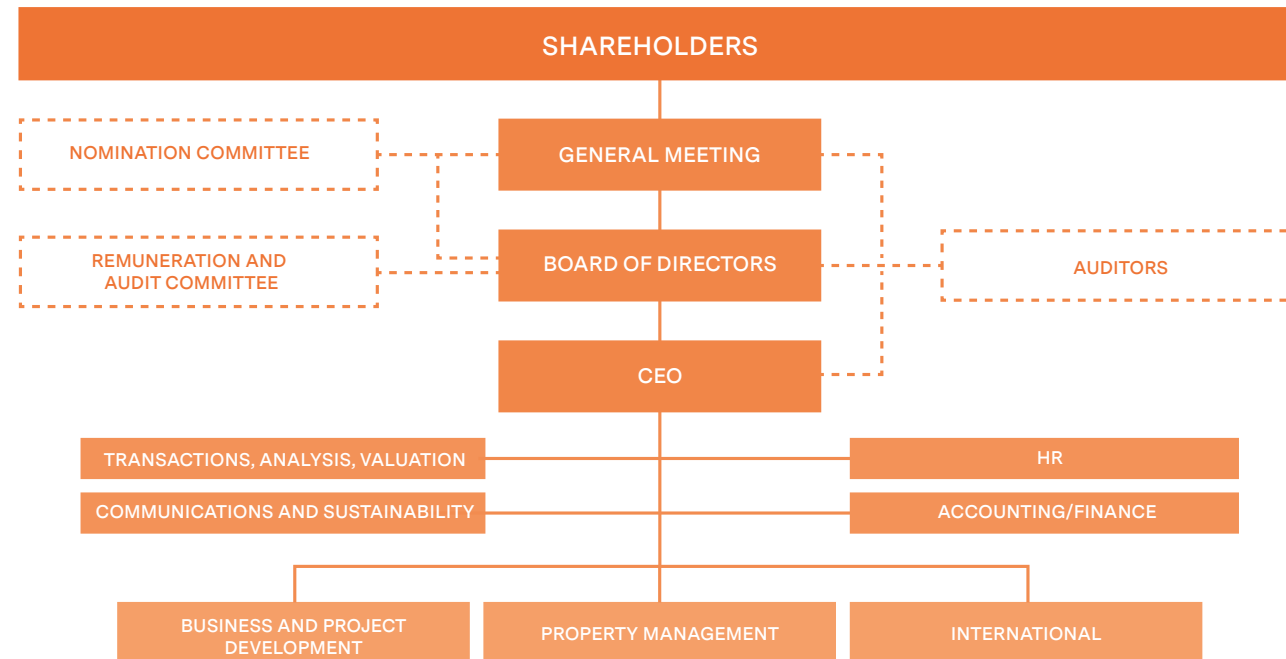 SHAREHOLDERS
NOMINATION COMMITTEE
GENERAL MEETING
REMUNERATION AND
AUDIT COMMITTEE
BOARD OF DIRECTORS
AUDITORS
CEO
TRANSACTIONS, ANALYSIS, VALUATION
HR
COMMUNICATIONS AND SUSTAINABILITY
ACCOUNTING/FINANCE
BUSINESS AND PROJECT
DEVELOPMENT
PROPERTY MANAGEMENT
INTERNATIONAL